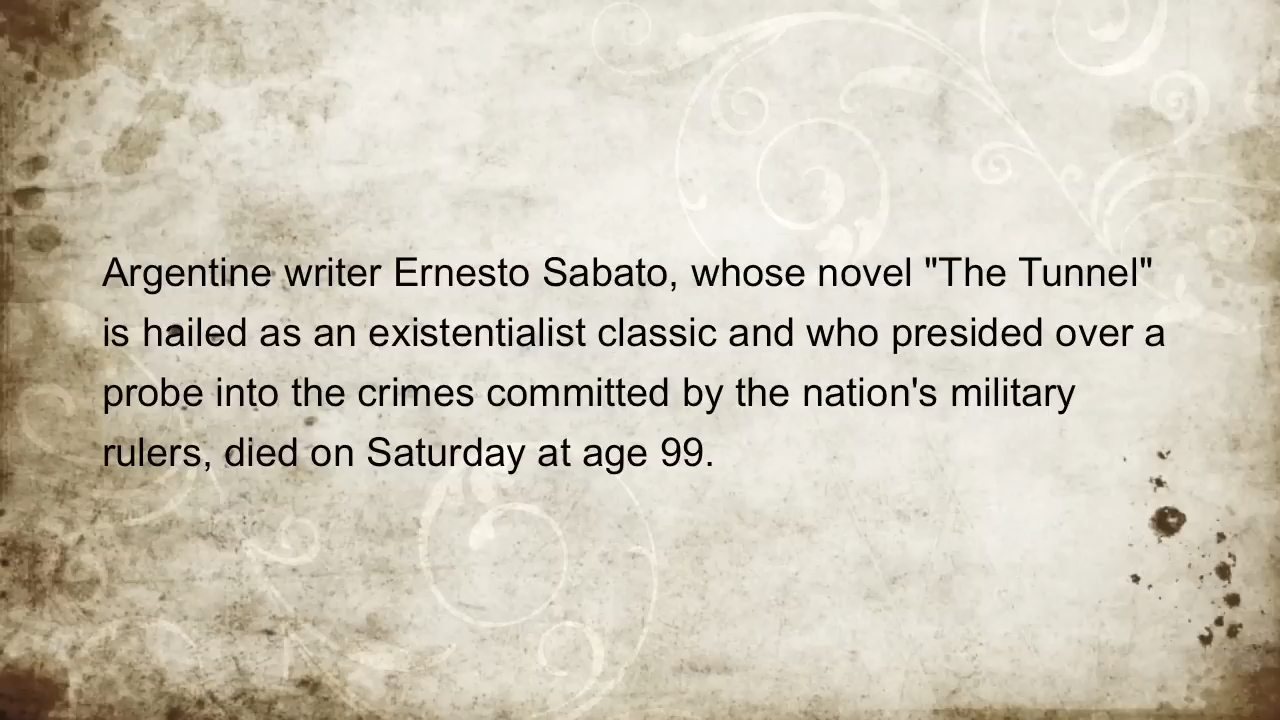 Argentine writer Ernesto Sabato, whose novel "The Tunnel"
is hailed as an existentialist classic and who presided over a
probe into the crimes committed by the nation's military
rulers, died on Saturday at age 99.